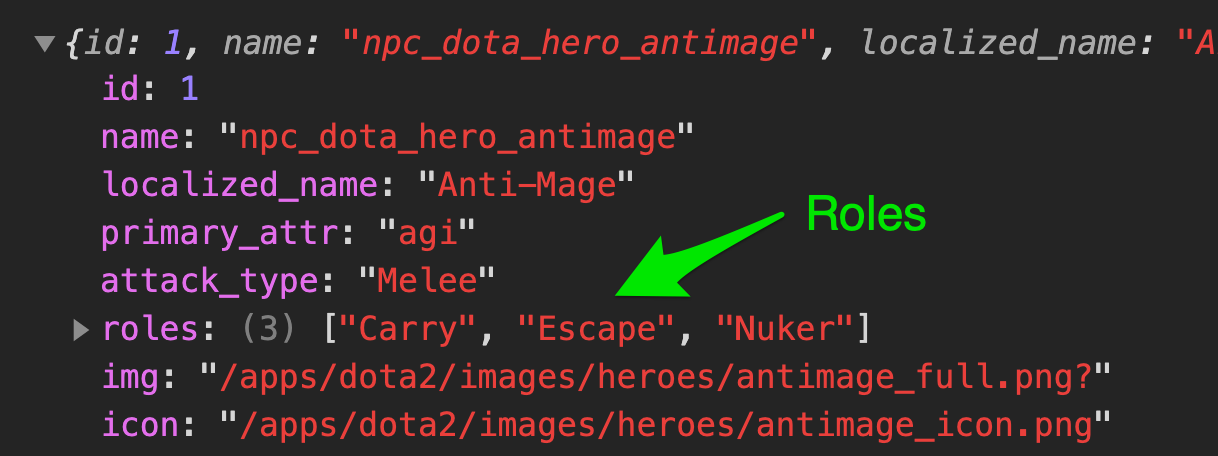 ▼ {id: 1, name: "npc_dota_hero_antimage", localized_name: "A
id: 1
name: "npc_dota_hero_antimage"
localized_name: "Anti-Mage"
Roles
primary_attr: "agi"
attack_type: "Melee"
▶ roles: (3) ["Carry", "Escape", "Nuker"]
img: "/apps/dota2/images/heroes/antimage_full.png?"
icon: "/apps/dota2/images/heroes/antimage_icon.png"